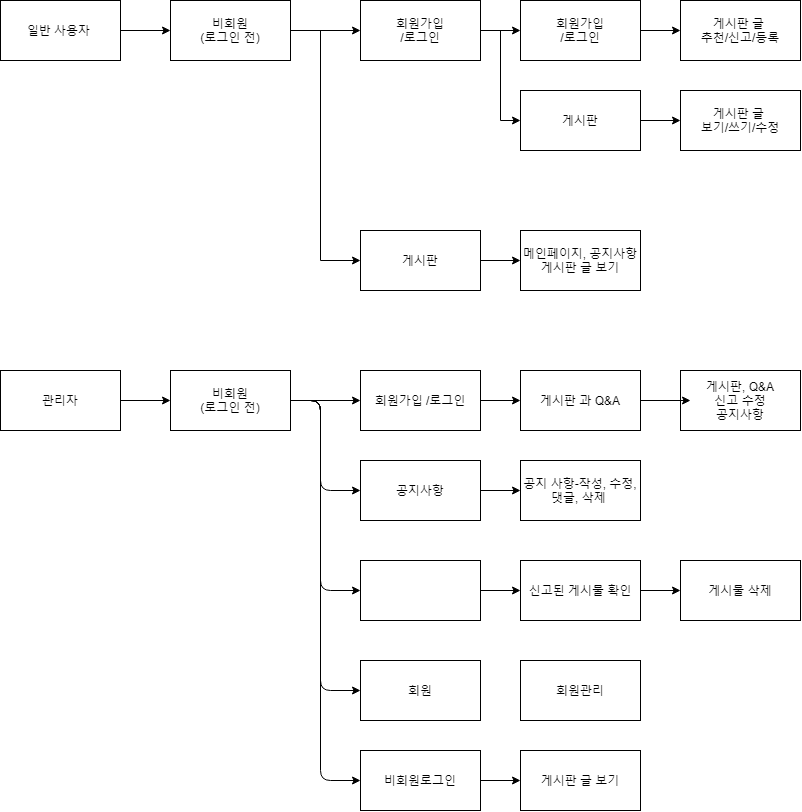 일반 사용자
비회원
(로그인 전)
회원가입
/로그인
회원가입
/로그인
게시판 글
추천/신고/등록
게시판
게시판 글
보기/쓰기/수정
게시판
메인페이지, 공지사항
게시판 글 보기
관리자
비회원
(로그인 전)
회원가입 /로그인
게시판 과 Q&A
게시판, Q&A
신고 수정
공지사항
공지사항
공지 사항-작성, 수정,
댓글, 삭제
신고된 게시물 확인
게시물 삭제
회원
회원관리
비회원로그인
게시판 글 보기